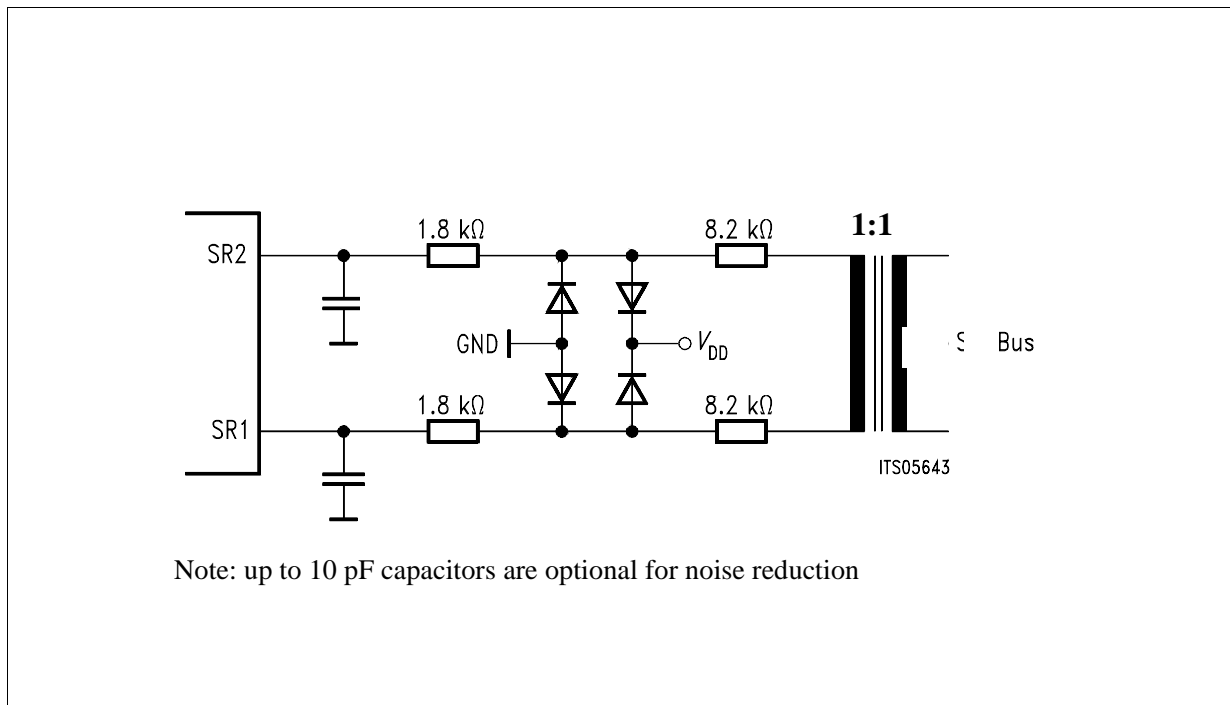 1.8 kΩ
8.2 kΩ
1:1
SR2
GND
V_DD
Bus
1.8 kΩ
8.2 kΩ
SR1
ITS05643
Note: up to 10 pF capacitors are optional for noise reduction